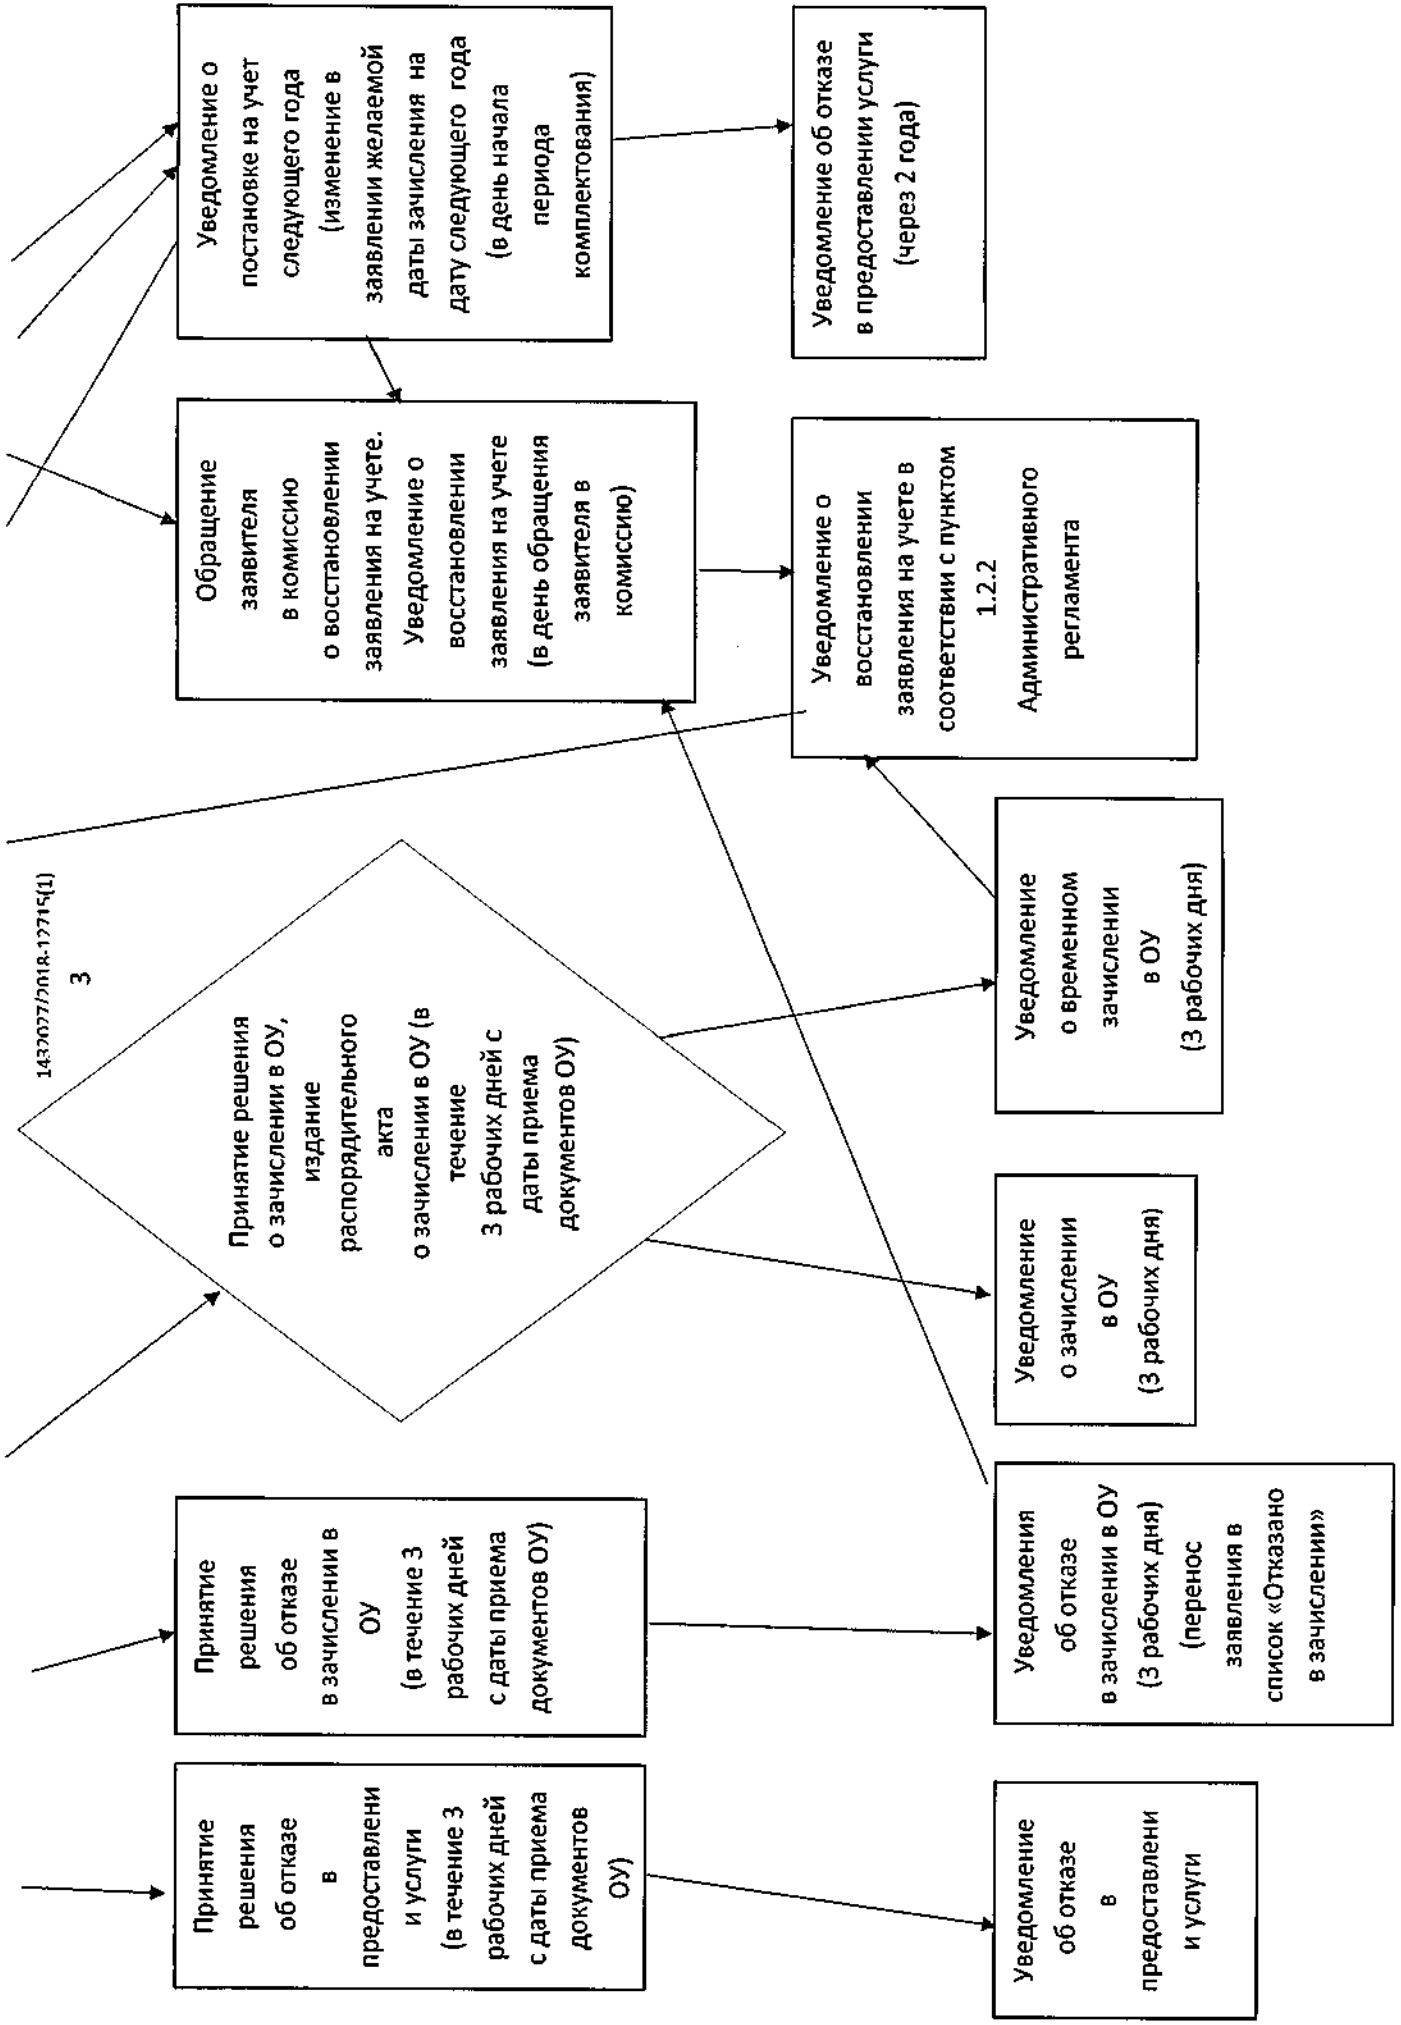 1432077/2018-12715(1)
3
Принятие
решения
об отказе
в
предоставлени
и услуги
(в течение 3
рабочих дней
с даты приема
документов
ОУ)
Принятие
решения
об отказе
в зачислении в
ОУ
(в течение 3
рабочих дней
с даты приема
документов ОУ)
Принятие решения
о зачислении в ОУ,
издание
распорядительного
акта
о зачислении в ОУ (в
течение
3 рабочих дней с
даты приема
документов ОУ)
Обращение
заявителя
в комиссию
о восстановлении
заявления на учете.
Уведомление о
восстановлении
заявления на учете
(в день обращения
заявителя в
комиссию)
Уведомление о
постановке на учет
следующего года
(изменение в
заявлении желаемой
даты зачисления на
дату следующего года
(в день начала
периода
комплектования)
Уведомление об отказе
в предоставлении услуги
(через 2 года)
Уведомление о
восстановлении
заявления на учете в
соответствии с пунктом
1.2.2
Административного
регламента
Уведомление
об отказе
в
предоставлени
и услуги
Уведомления
об отказе
в зачислении в ОУ
(3 рабочих дня)
(перенос
заявления в
список «Отказано
в зачислении»
Уведомление
о зачислении
в ОУ
(3 рабочих дня)
Уведомление
о временном
зачислении
в ОУ
(3 рабочих дня)